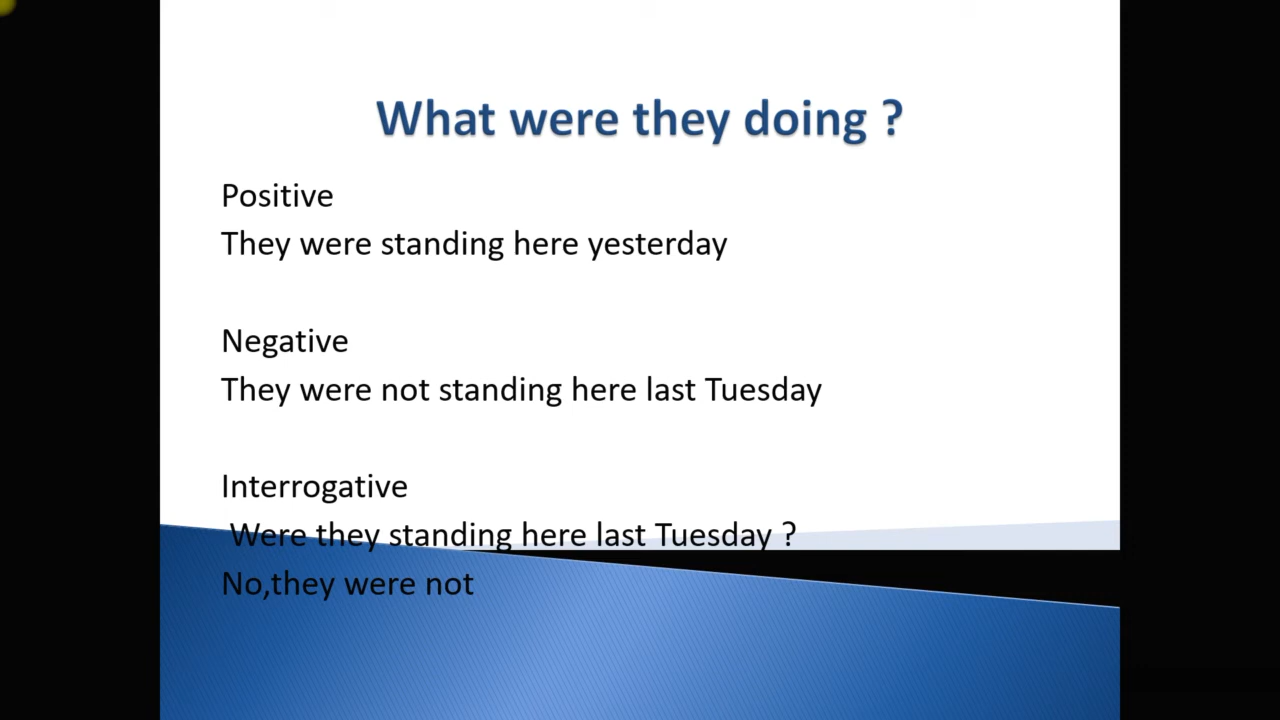 What were they doing ?
Positive
They were standing here yesterday
Negative
They were not standing here last Tuesday
Interrogative
Were they standing here last Tuesday ?
No,they were not